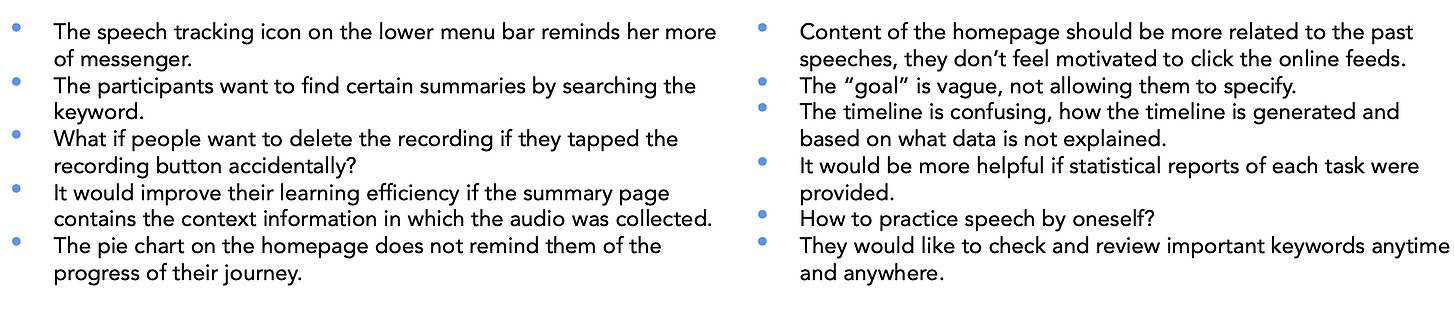 • The speech tracking icon on the lower menu bar reminds her more
of messenger.
• The participants want to find certain summaries by searching the
keyword.
• What if people want to delete the recording if they tapped the
recording button accidentally?
• It would improve their learning efficiency if the summary page
contains the context information in which the audio was collected.
• The pie chart on the homepage does not remind them of the
progress of their journey.
• Content of the homepage should be more related to the past
speeches, they don’t feel motivated to click the online feeds.
• The “goal” is vague, not allowing them to specify.
• The timeline is confusing, how the timeline is generated and
based on what data is not explained.
• It would be more helpful if statistical reports of each task were
provided.
• How to practice speech by oneself?
• They would like to check and review important keywords anytime
and anywhere.